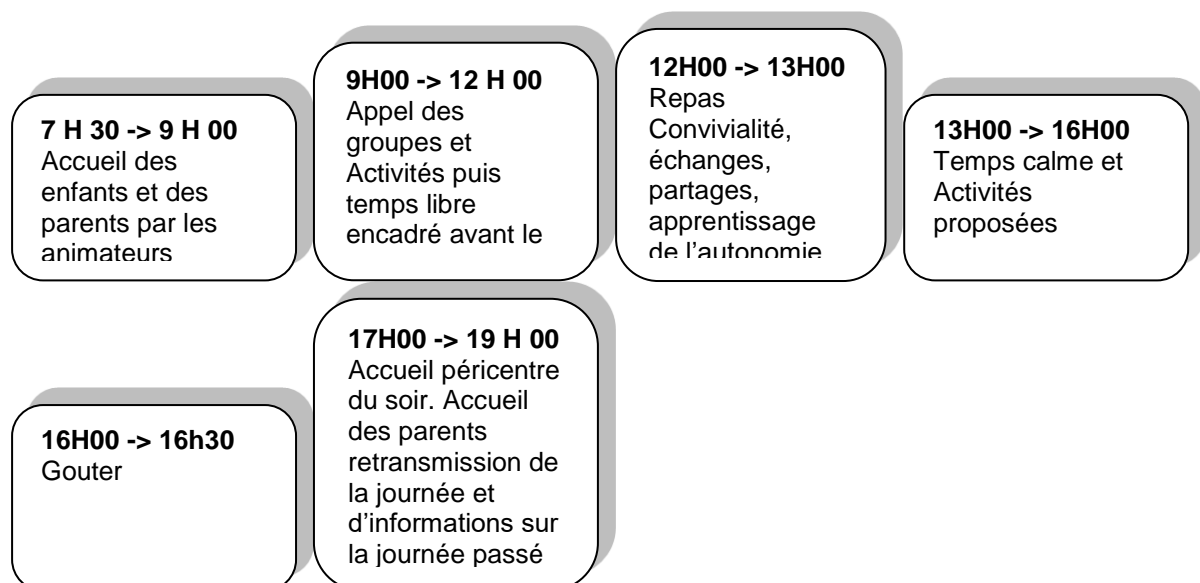 7 H 30 -> 9 H 00
Accueil des
enfants et des
parents par les
animateurs
9H00 -> 12 H 00
Appel des
groupes et
Activités puis
temps libre
encadré avant le
12H00 -> 13H00
Repas
Convivialité,
échanges,
partages,
apprentissage
de l'autonomie
13H00 -> 16H00
Temps calme et
Activités
proposées
16H00 -> 16h30
Gouter
17H00 -> 19 H 00
Accueil péricentre
du soir. Accueil
des parents
retransmission de
la journée et
d'informations sur
la journée passé